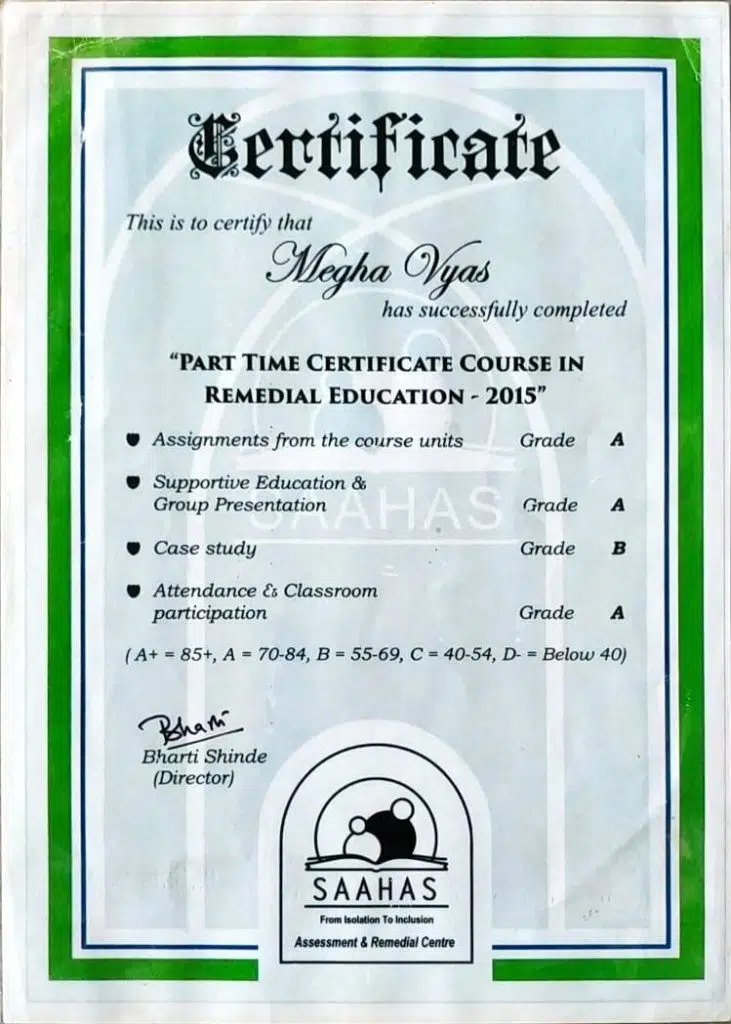 Certificate
This is to certify that
Megha Vyas
has successfully completed
“PART TIME CERTIFICATE COURSE IN
REMEDIAL EDUCATION - 2015”
Assignments from the course units Grade A
Supportive Education &
Group Presentation Grade A
Case study Grade B
Attendance & Classroom
participation Grade A
( A+ = 85+, A = 70-84, B = 55-69, C = 40-54, D- = Below 40)
SAAHAS
Bharti
Bharti Shinde
(Director)
SAAHAS
From Isolation To Inclusion
Assessment & Remedial Centre